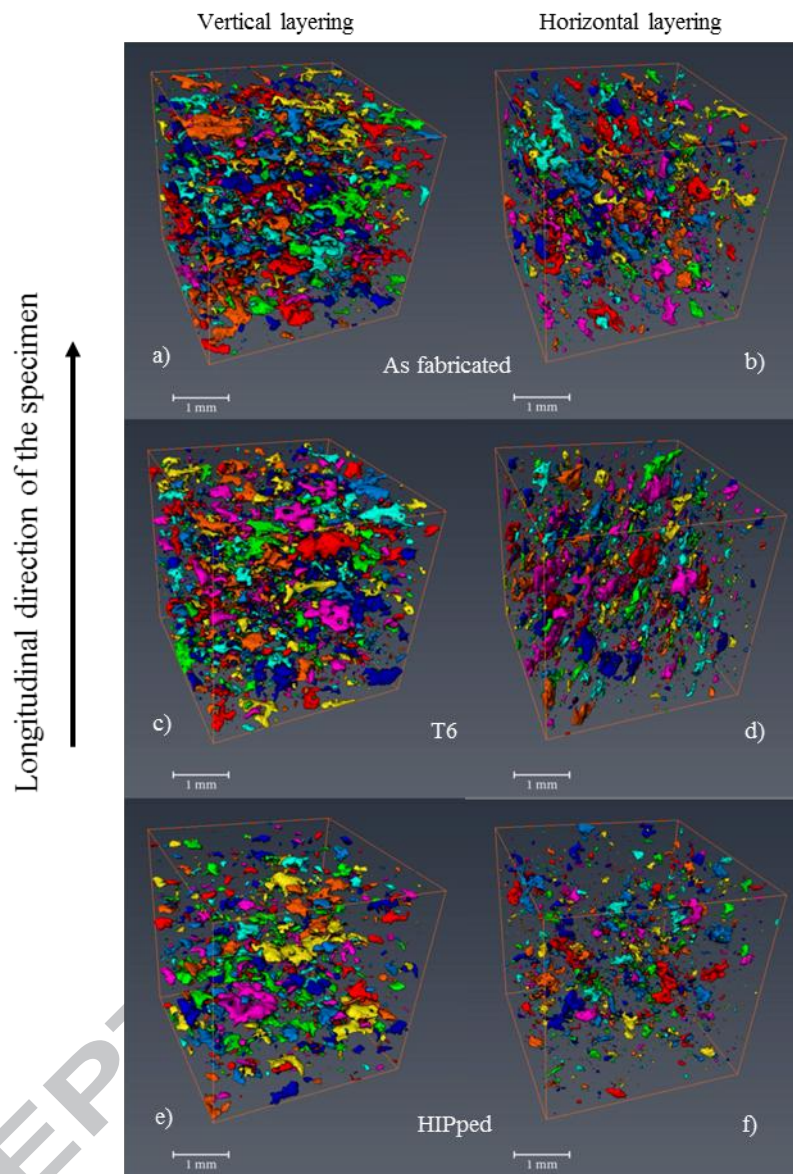 Vertical layering
Horizontal layering
Longitudinal direction of the specimen
a)
b)
As fabricated
1 mm
1 mm
c)
d)
T6
1 mm
1 mm
e)
f)
HIPped
1 mm
1 mm
EPT